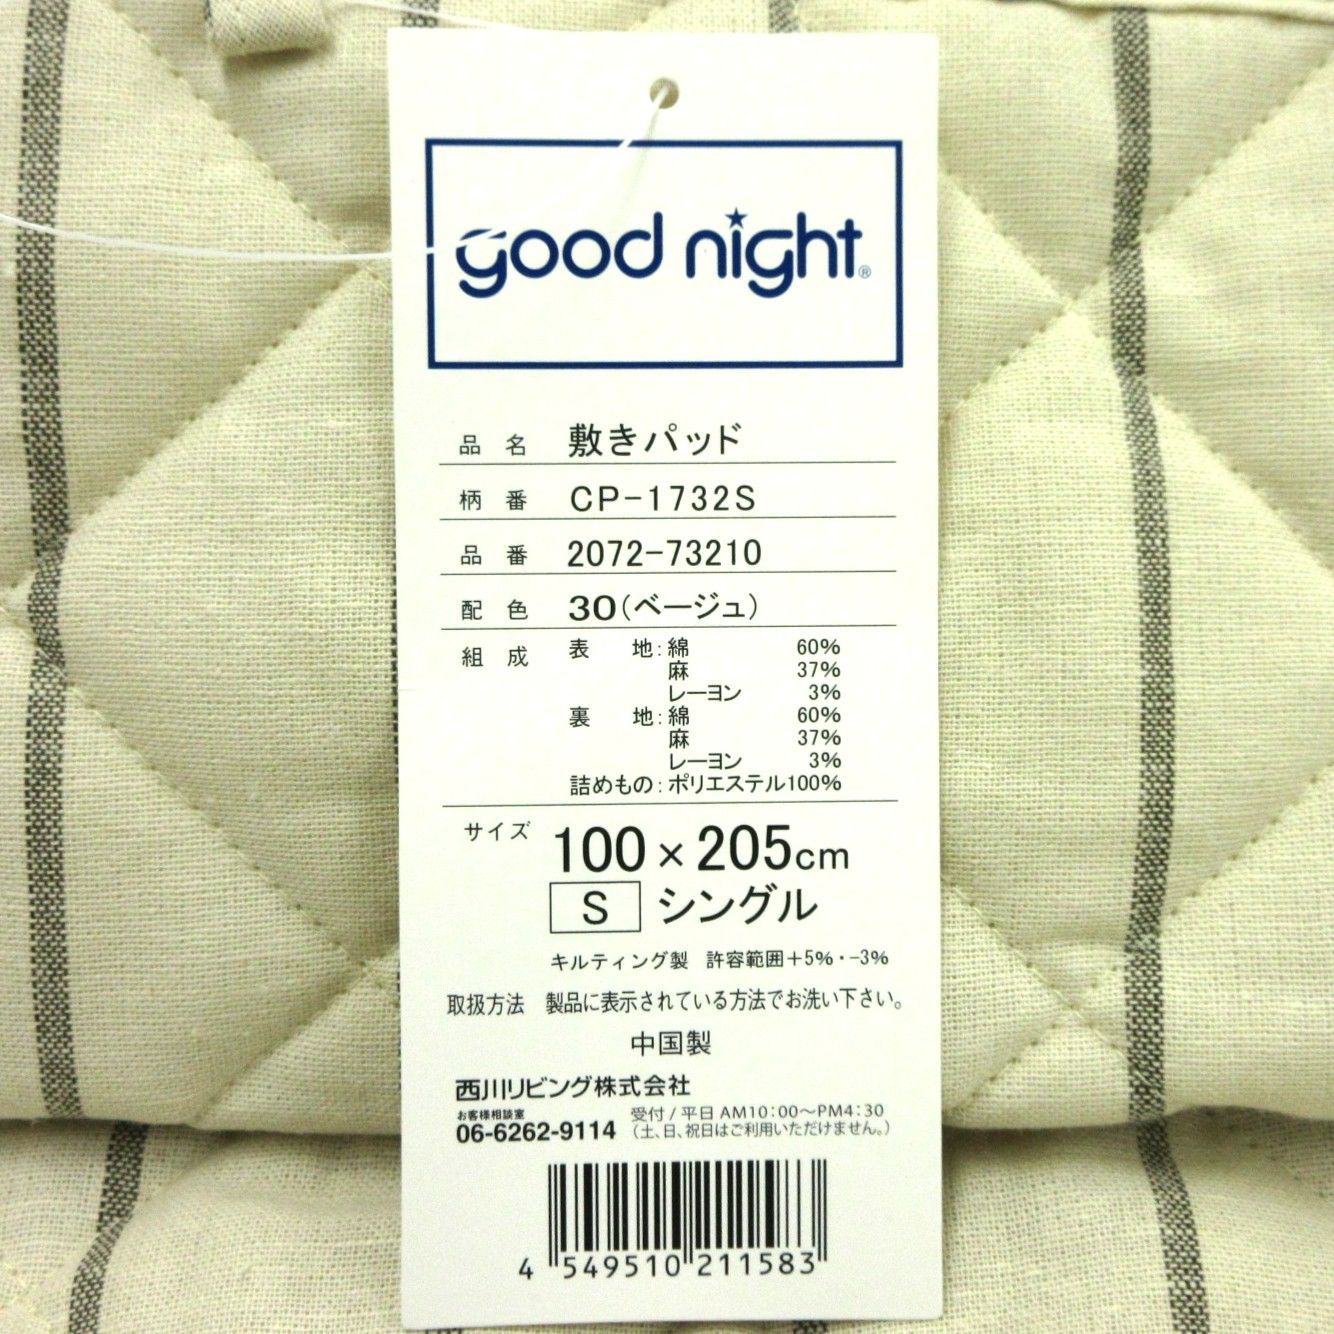 good night®
品名 敷きパッド
柄番 CP-1732S
品番 2072-73210
配色 30(ベージュ)
組成 表地:綿 60%
麻 37%
レーヨン 3%
裏地:綿 60%
麻 37%
レーヨン 3%
詰めもの:ポリエステル100%
サイズ 100×205cm
S シングル
キルティング製 許容範囲+5%・-3%
取扱方法 製品に表示されている方法でお洗い下さい。
中国製
西川リビング株式会社
お客様相談室 受付/平日 AM10:00〜PM4:30
06-6262-9114 (土、日、祝日はご利用いただけません。)
4 549510 211583